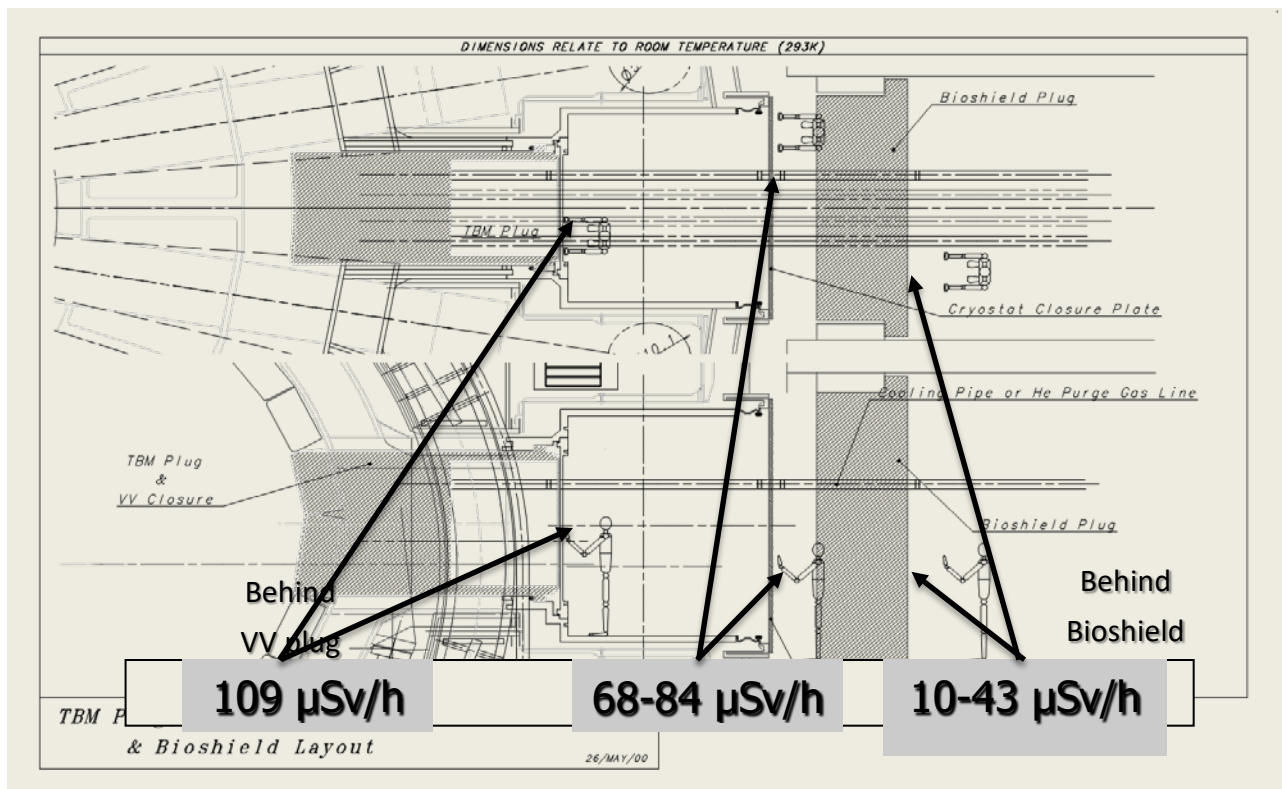 DIMENSIONS RELATE TO ROOM TEMPERATURE (293K)
Bioshield Plug
TBM Plug
Cryostat Closure Plate
Cooling Pipe or He Purge Gas Line
TBM Plug
&
VV Closure
Bioshield Plug
Behind
VV plug
Behind
Bioshield
109 μSv/h
68-84 μSv/h
10-43 μSv/h
TBM
& Bioshield Layout
26/MAY/00